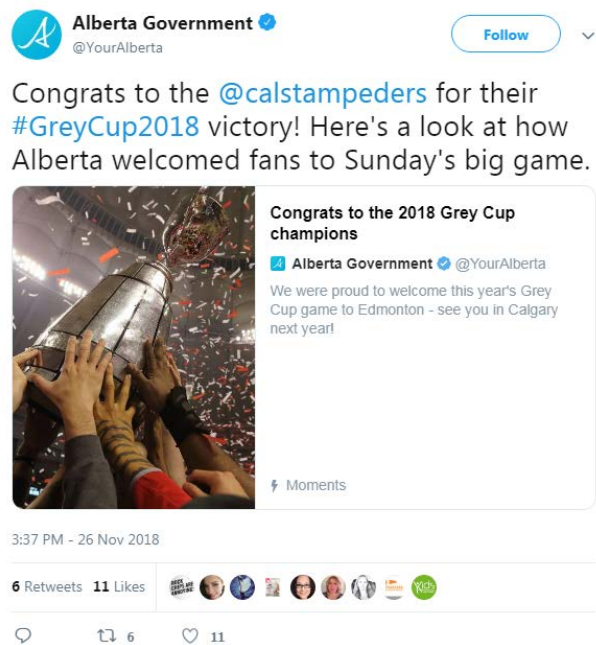 Alberta Government
@YourAlberta
Follow
Congrats to the @calstampeders for their
#GreyCup2018 victory! Here's a look at how
Alberta welcomed fans to Sunday's big game.
Congrats to the 2018 Grey Cup
champions
Alberta Government @YourAlberta
We were proud to welcome this year's Grey
Cup game to Edmonton - see you in Calgary
next year!
Moments
3:37 PM - 26 Nov 2018
6 Retweets 11 Likes
Kids
6 11